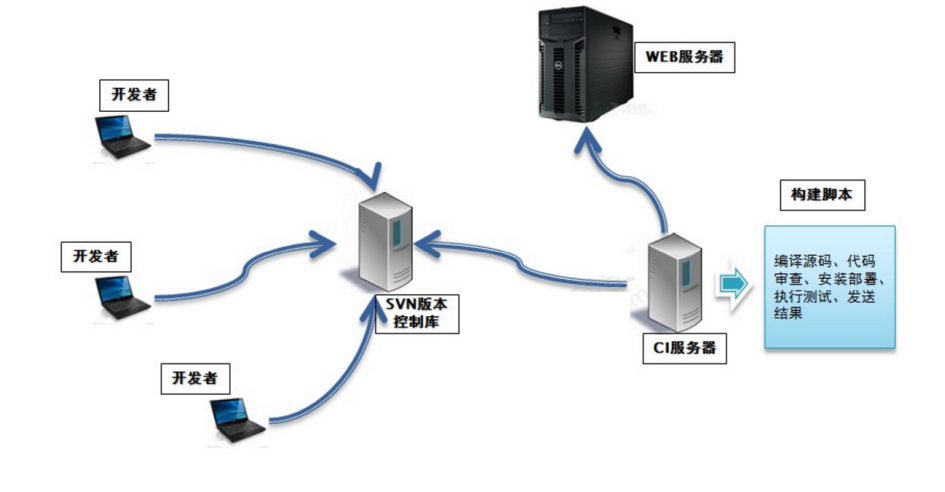 WEB服务器
开发者
构建脚本
开发者
编译源码、代码
审查、安装部署、
执行测试、发送
结果
SVN版本
控制库
CI服务器
开发者